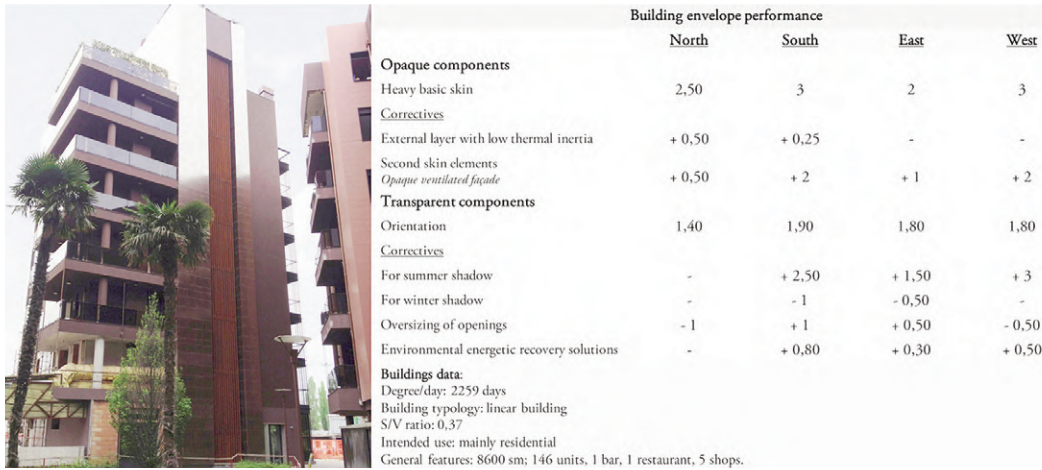 Building envelope performance
North South East West
Opaque components
Heavy basic skin 2,50 3 2 3
Correctives
External layer with low thermal inertia + 0,50 + 0,25 - -
Second skin elements
Opaque ventilated façade + 0,50 + 2 + 1 + 2
Transparent components
Orientation 1,40 1,90 1,80 1,80
Correctives
For summer shadow - + 2,50 + 1,50 + 3
For winter shadow - - 1 - 0,50 -
Oversizing of openings - 1 + 1 + 0,50 - 0,50
Environmental energetic recovery solutions - + 0,80 + 0,30 + 0,50
Buildings data:
Degree/day: 2259 days
Building typology: linear building
S/V ratio: 0,37
Intended use: mainly residential
General features: 8600 sm; 146 units, 1 bar, 1 restaurant, 5 shops.